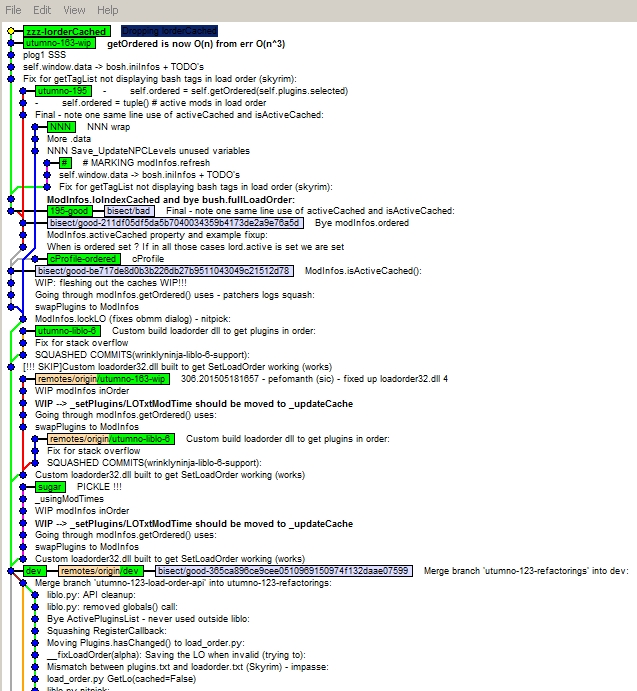 File Edit View Help
zzz-lorderCached Dropping lorderCached
utumno-163-wip getOrdered is now O(n) from err O(n^3)
plog1 SSS
self.window.data -> bosh.iniInfos + TODO's
Fix for getTagList not displaying bash tags in load order (skyrim):
utumno-195 - self.ordered = self.getOrdered(self.plugins.selected)
- self.ordered = tuple() # active mods in load order
Final - note one same line use of activeCached and isActiveCached:
NNN NNN wrap
More .data
NNN Save_UpdateNPCLevels unused variables
# # MARKING modInfos.refresh
self.window.data -> bosh.iniInfos + TODO's
Fix for getTagList not displaying bash tags in load order (skyrim):
ModInfos.loIndexCached and bye bush.fullLoadOrder:
195-good bisect/bad Final - note one same line use of activeCached and isActiveCached:
bisect/good-211df05df5da5b7040034359b4173de2a9e76a5d Bye modInfos.ordered
ModInfos.activeCached property and example fixup:
When is ordered set ? If in all those cases lord.active is set we are set
cProfile-ordered cProfile
bisect/good-be717de8d0b3b226db27b9511043049c21512d78 ModInfos.isActiveCached():
WIP: fleshing out the caches WIP!!!
Going through modInfos.getOrdered() uses - patchers logs squash:
swapPlugins to ModInfos
ModInfos.lockLO (fixes obmm dialog) - nitpick:
utumno-liblo-6 Custom build loadorder dll to get plugins in order:
Fix for stack overflow
SQUASHED COMMITS(wrinklyninja-liblo-6-support):
[!!! SKIP]Custom loadorder32.dll built to get SetLoadOrder working (works)
remotes/origin/utumno-163-wip 306.201505181657 - pefomanth (sic) - fixed up loadorder32.dll 4
WIP modInfos inOrder
WIP --> _setPlugins/LOTxtModTime should be moved to _updateCache
Going through modInfos.getOrdered() uses:
swapPlugins to ModInfos
remotes/origin/utumno-liblo-6 Custom build loadorder dll to get plugins in order:
Fix for stack overflow
SQUASHED COMMITS(wrinklyninja-liblo-6-support):
Custom loadorder32.dll built to get SetLoadOrder working (works)
sugar PICKLE !!!
_usingModTimes
WIP modInfos inOrder
WIP --> _setPlugins/LOTxtModTime should be moved to _updateCache
Going through modInfos.getOrdered() uses:
swapPlugins to ModInfos
Custom loadorder32.dll built to get SetLoadOrder working (works)
dev remotes/origin/dev bisect/good-365ca896ce9cee0510969150974f132daae07599 Merge branch 'utumno-123-refactorings' into dev:
Merge branch 'utumno-123-load-order-api' into utumno-123-refactorings:
liblo.py: API cleanup:
liblo.py: removed globals() call:
Bye ActivePluginsList - never used outside liblo:
Squashing RegisterCallback:
Moving Plugins.hasChanged() to load_order.py:
__fixLoadOrder(alpha): Saving the LO when invalid (trying to):
Mismatch between plugins.txt and loadorder.txt (Skyrim) - impasse:
load_order.py GetLo(cached=False)
liblo.py nitpick: